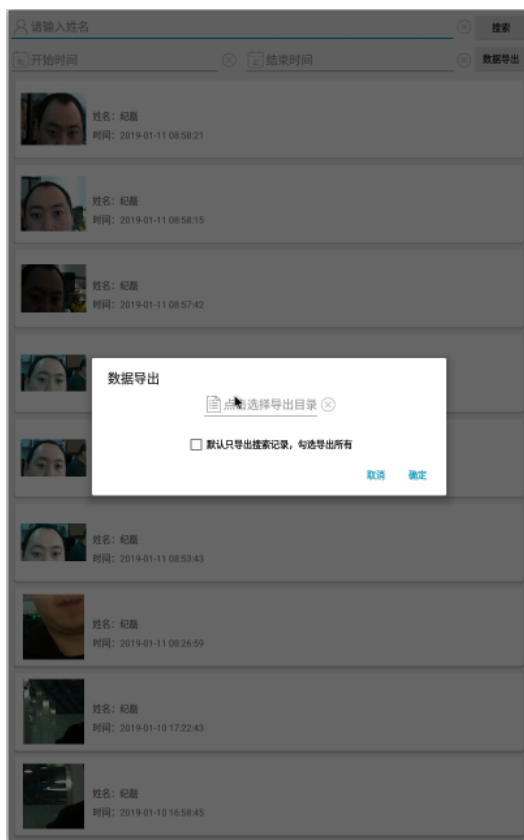 请输入姓名
搜索
开始时间
结束时间
数据导出
姓名：纪磊
时间：2019-01-11 08:58:21
姓名：纪磊
时间：2019-01-11 08:58:15
姓名：纪磊
时间：2019-01-11 08:57:42
数据导出
点击选择导出目录
默认只导出搜索记录，勾选导出所有
取消
确定
姓名：纪磊
时间：2019-01-11 08:53:43
姓名：纪磊
时间：2019-01-11 08:26:59
姓名：纪磊
时间：2019-01-10 17:22:43
姓名：纪磊
时间：2019-01-10 16:58:45